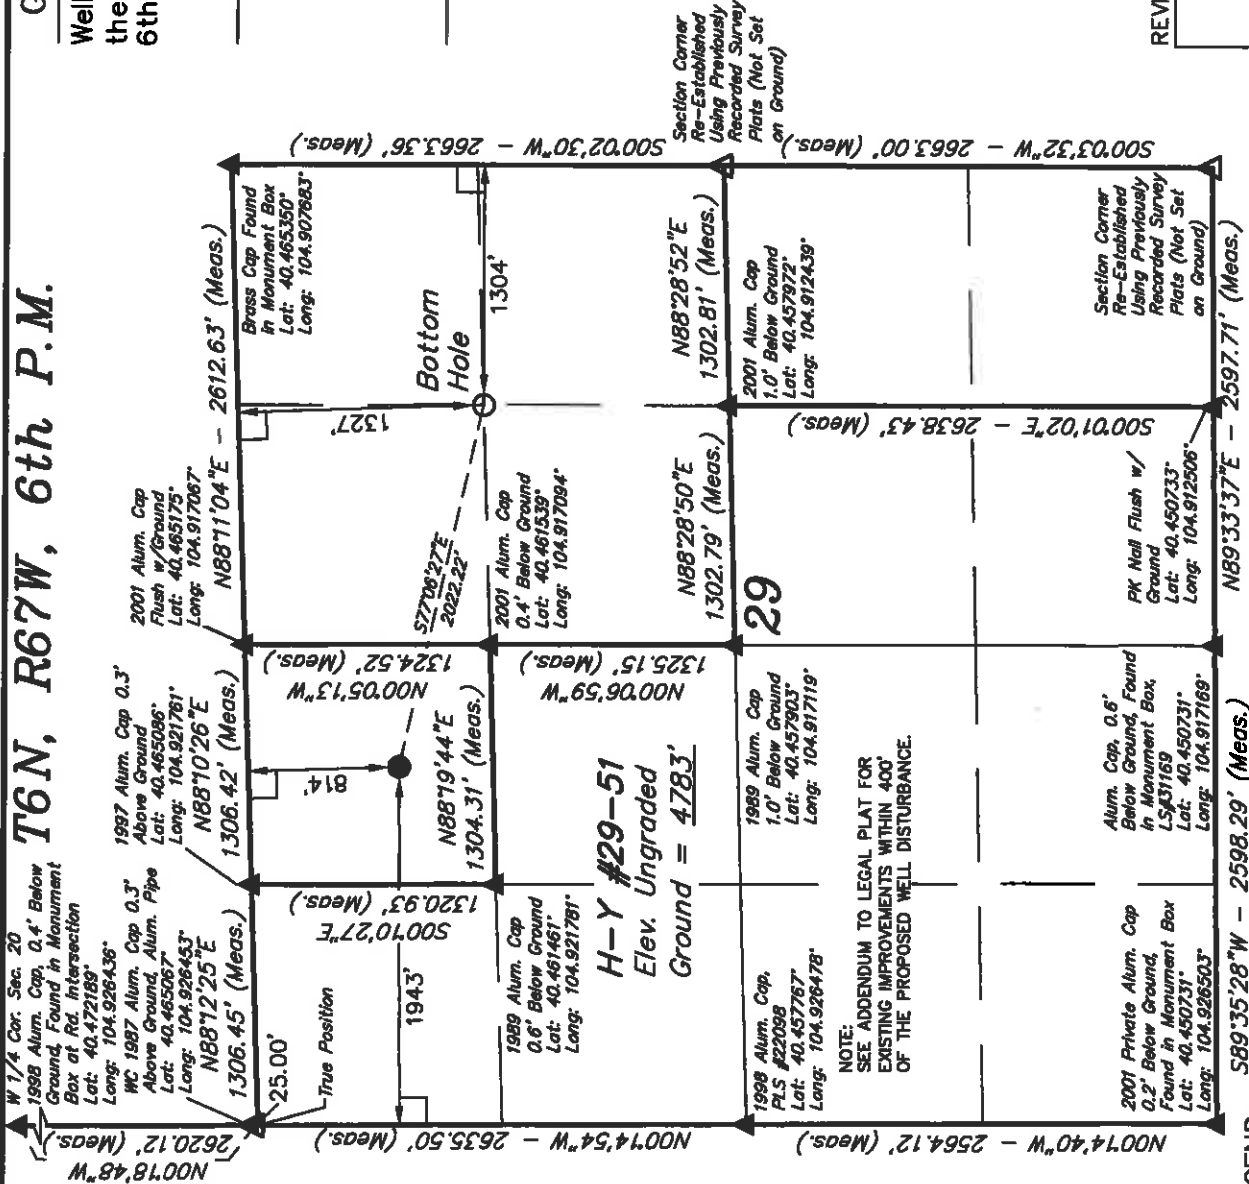 T6N, R67W, 6th P.M.
G
Well
the
6th
W 1/4 Cor. Sec. 20
1998 Alum. Cap, 0.4' Below
Ground, Found in Monument
Box at Rd. Intersection
Lat: 40.472189°
Long: 104.926436°
WC 1987 Alum. Cap 0.3'
Above Ground, Alum. Pipe
Lat: 40.465067°
Long: 104.926453°
N88°12'25"E
1306.45' (Meas.)
25.00'
True Position
N00°18'48"W
2620.12' (Meas.)
1997 Alum. Cap 0.3'
Above Ground
Lat: 40.465086°
Long: 104.921761°
N88°10'26"E
1306.42' (Meas.)
2001 Alum. Cap
Flush w/Ground
Lat: 40.465175°
Long: 104.917067°
N88°11'04"E - 2612.63' (Meas.)
Brass Cap Found
in Monument Box
Lat: 40.465350°
Long: 104.907683°
S00°02'30"W - 2663.36' (Meas.)
Bottom
Hole
1304'
1327'
S77°06'27"E
2022.22'
814'
1943'
S00°10'27"E
1320.93' (Meas.)
N00°05'13"W
1324.52' (Meas.)
N88°19'44"E
1304.31' (Meas.)
2001 Alum. Cap
0.4' Below Ground
Lat: 40.461539°
Long: 104.917094°
N00°06'59"W
1325.15' (Meas.)
1989 Alum. Cap
0.6' Below Ground
Lat: 40.461461°
Long: 104.921781°
H-Y #29-51
Elev. Ungraded
Ground = 4783'
N00°14'54"W - 2635.50' (Meas.)
N88°28'50"E
1302.79' (Meas.)
N88°28'52"E
1302.81' (Meas.)
Section Corner
Re-Established
Using Previously
Recorded Survey
Plats (Not Set
on Ground)
29
2001 Alum. Cap
1.0' Below Ground
Lat: 40.457972°
Long: 104.912439°
1989 Alum. Cap
1.0' Below Ground
Lat: 40.457903°
Long: 104.917119°
1998 Alum. Cap,
PLS #22098
Lat: 40.457767°
Long: 104.926478°
NOTE:
SEE ADDENDUM TO LEGAL PLAT FOR
EXISTING IMPROVEMENTS WITHIN 400'
OF THE PROPOSED WELL DISTURBANCE.
S00°01'02"E - 2638.43' (Meas.)
S00°03'32"W - 2663.00' (Meas.)
N00°14'40"W - 2564.12' (Meas.)
2001 Private Alum. Cap
0.2' Below Ground,
Found in Monument Box
Lat: 40.450731°
Long: 104.926503°
Alum. Cap, 0.6'
Below Ground, Found
in Monument Box,
LS#31169
Lat: 40.450731°
Long: 104.917169°
PK Nail Flush w/
Ground
Lat: 40.450733°
Long: 104.912506°
Section Corner
Re-Established
Using Previously
Recorded Survey
Plats (Not Set
on Ground)
S89°35'28"W - 2598.29' (Meas.)
N89°33'37"E - 2597.71' (Meas.)
REVI